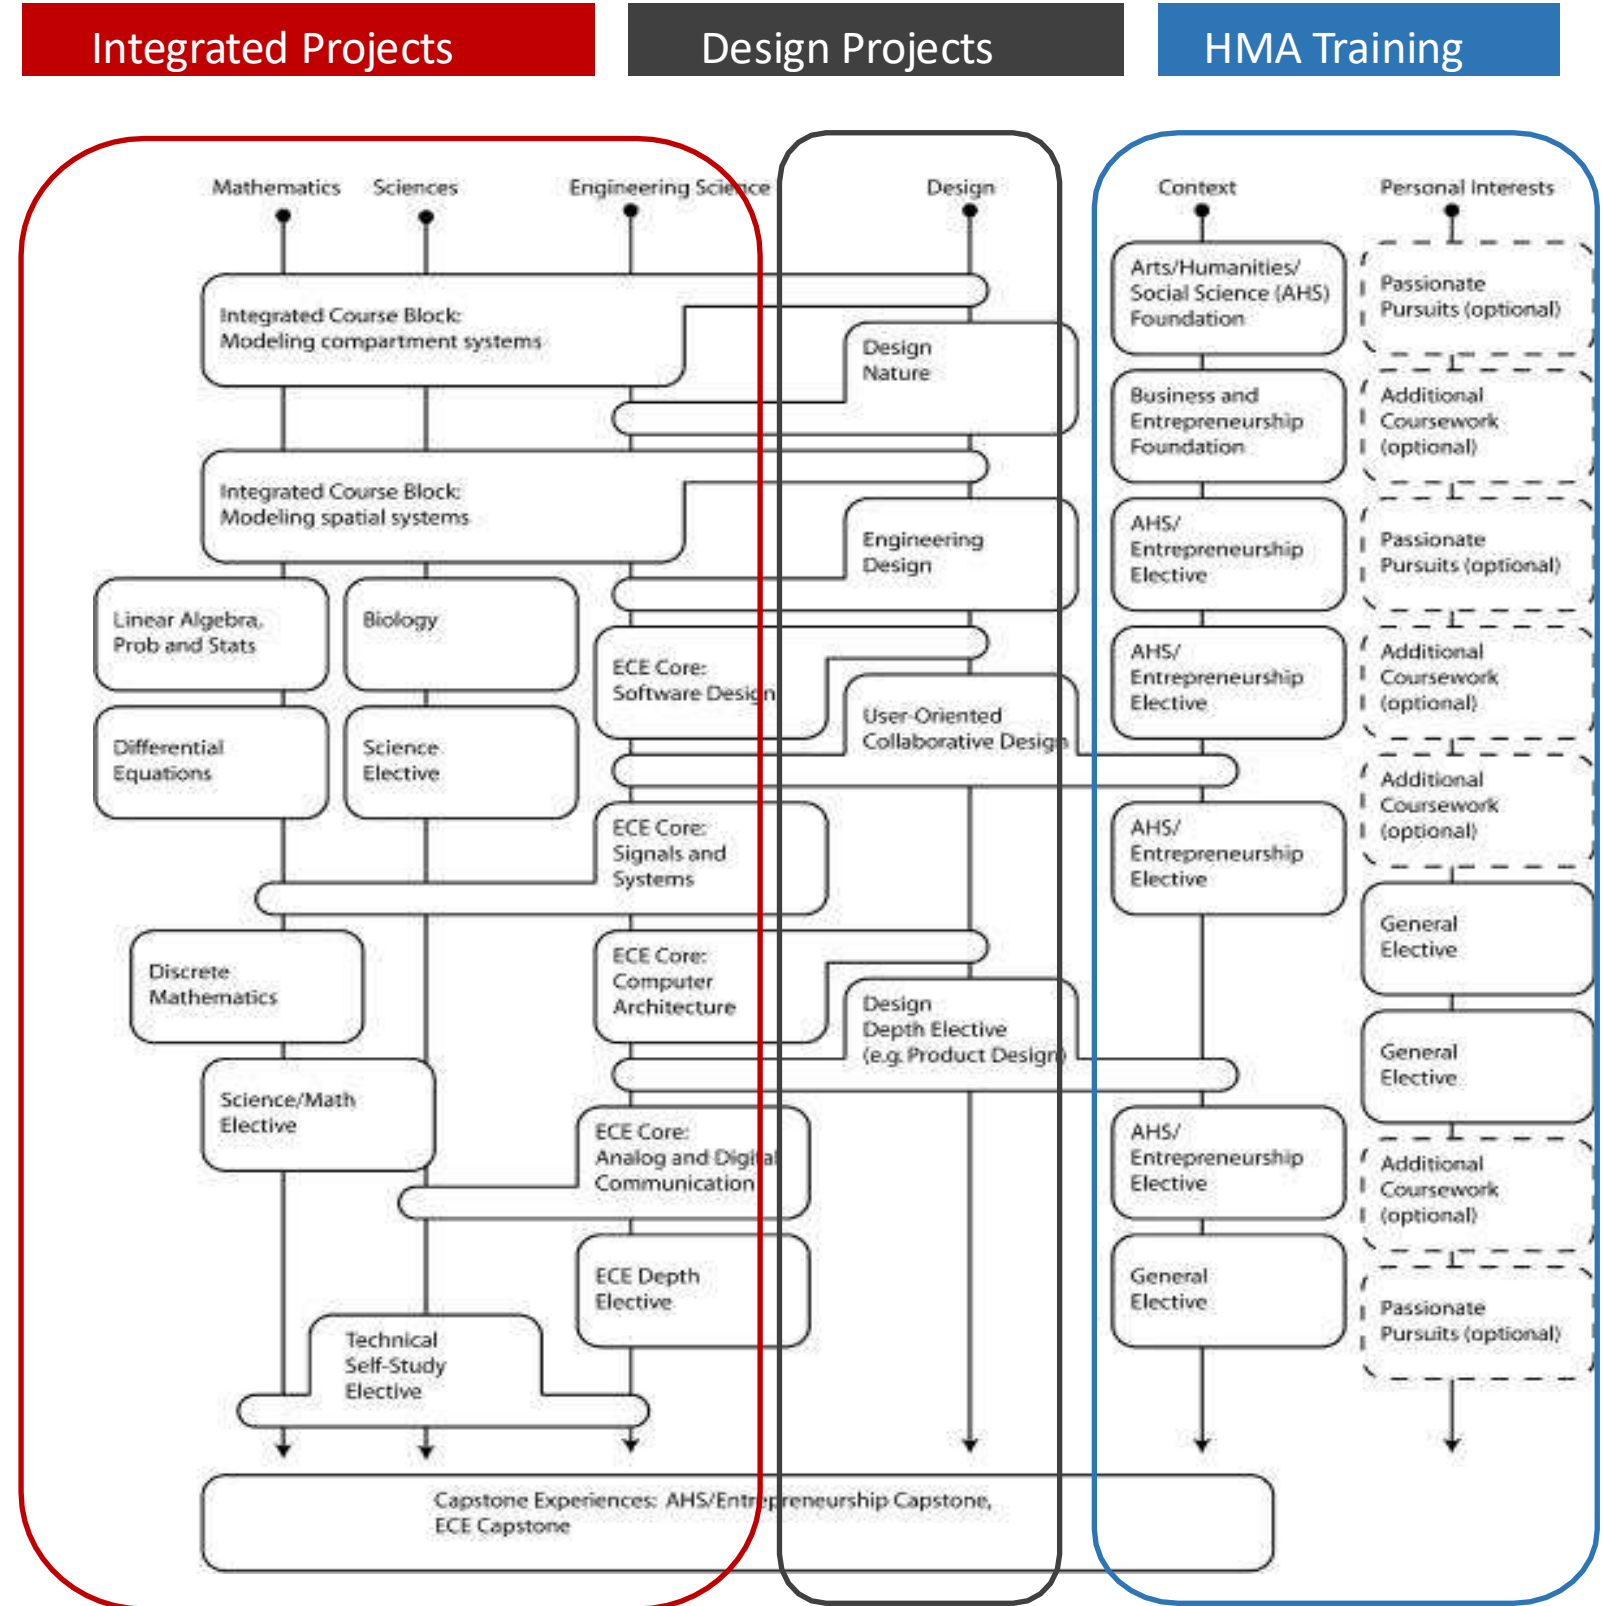 Integrated Projects
Design Projects
HMA Training
Mathematics
Sciences
Engineering Science
Design
Context
Personal Interests
Integrated Course Block:
Modeling compartment systems
Design
Nature
Arts/Humanities/
Social Science (AHS)
Foundation
Passionate
Pursuits (optional)
Business and
Entrepreneurship
Foundation
Additional
Coursework
(optional)
Integrated Course Block:
Modeling spatial systems
Engineering
Design
AHS/
Entrepreneurship
Elective
Passionate
Pursuits (optional)
Linear Algebra,
Prob and Stats
Biology
ECE Core:
Software Design
AHS/
Entrepreneurship
Elective
Additional
Coursework
(optional)
Differential
Equations
Science
Elective
User-Oriented
Collaborative Design
Additional
Coursework
(optional)
ECE Core:
Signals and
Systems
AHS/
Entrepreneurship
Elective
General
Elective
Discrete
Mathematics
ECE Core:
Computer
Architecture
Design
Depth Elective
(e.g. Product Design)
General
Elective
Science/Math
Elective
ECE Core:
Analog and Digital
Communication
AHS/
Entrepreneurship
Elective
Additional
Coursework
(optional)
ECE Depth
Elective
General
Elective
Passionate
Pursuits (optional)
Technical
Self-Study
Elective
Capstone Experiences: AHS/Entrepreneurship Capstone,
ECE Capstone